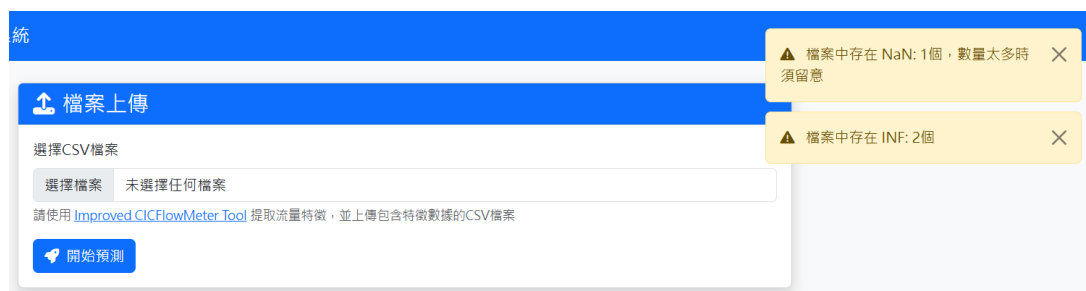 統
檔案中存在 NaN: 1個，數量太多時
須留意
檔案上傳
檔案中存在 INF: 2個
選擇CSV檔案
選擇檔案 未選擇任何檔案
請使用 Improved CICFlowMeter Tool 提取流量特徵，並上傳包含特徵數據的CSV檔案
開始預測